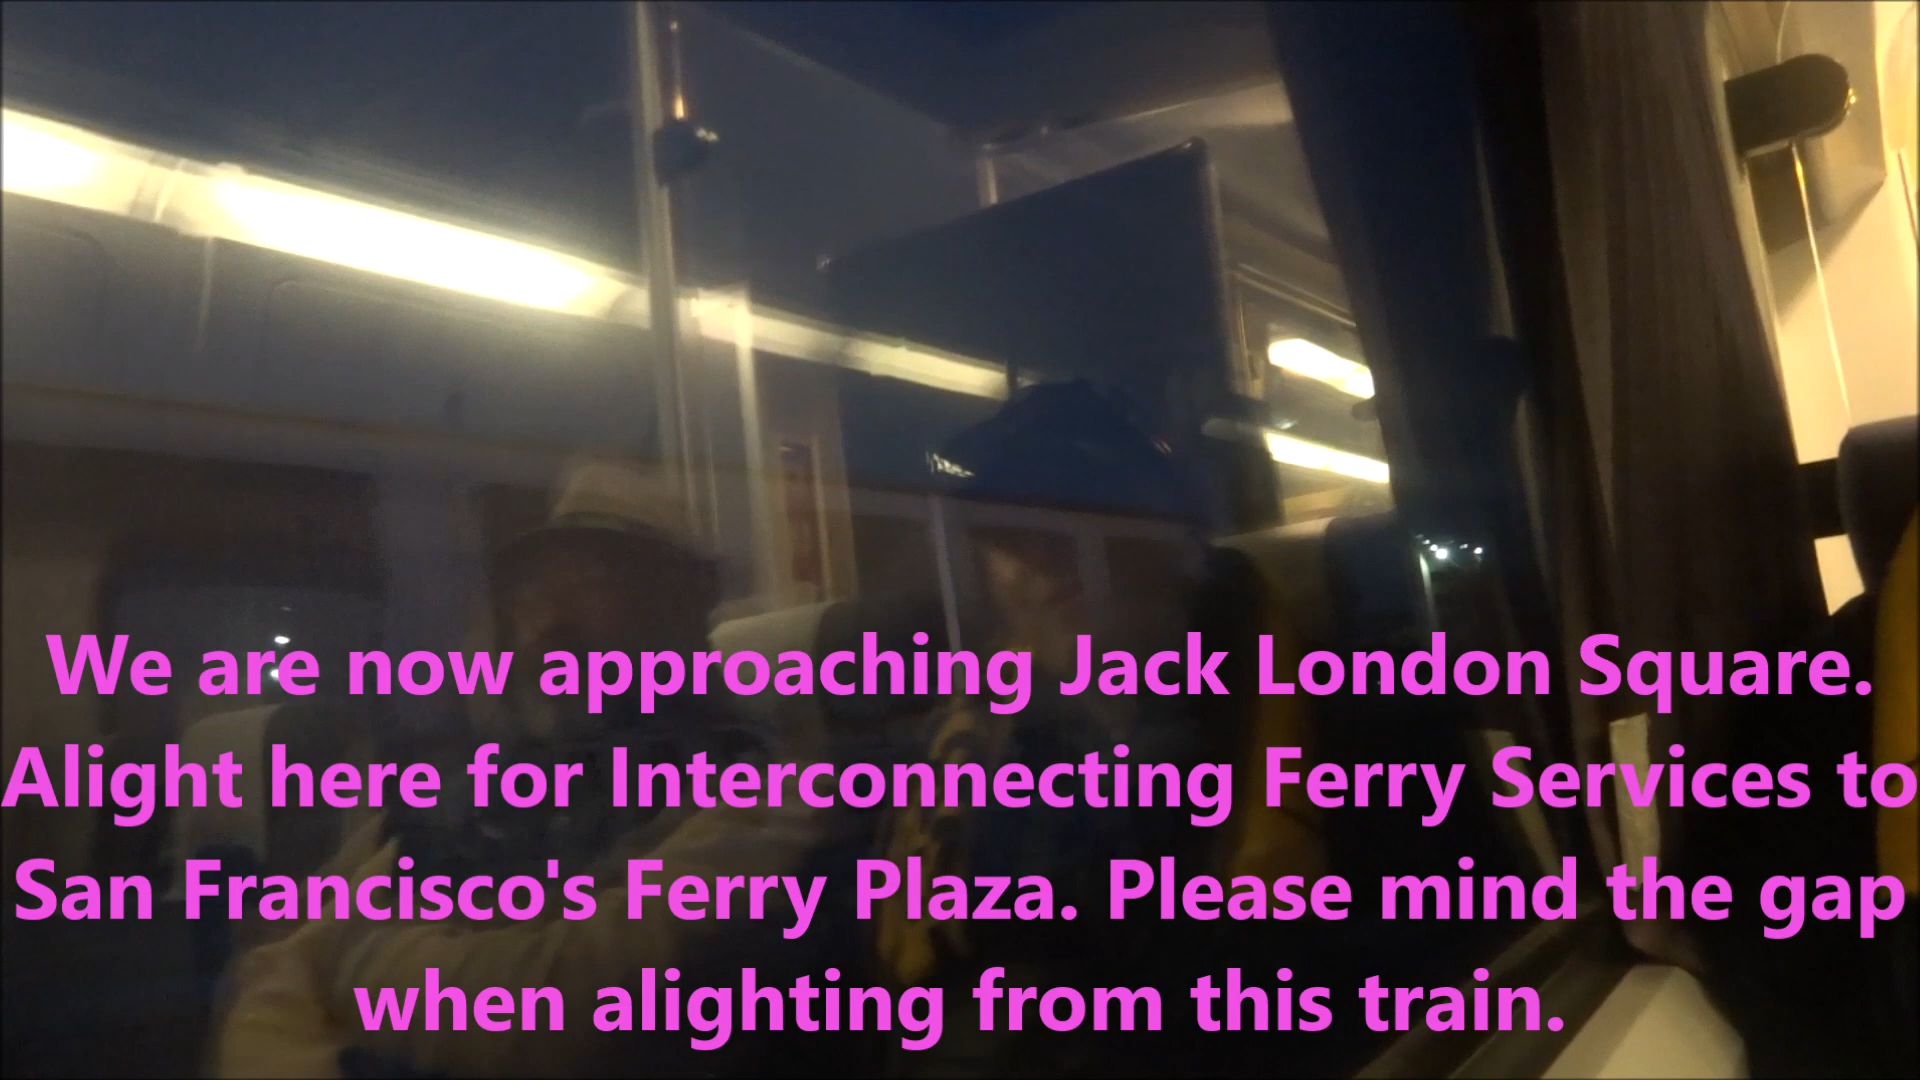 We are now approaching Jack London Square.
Alight here for Interconnecting Ferry Services to
San Francisco's Ferry Plaza. Please mind the gap
when alighting from this train.